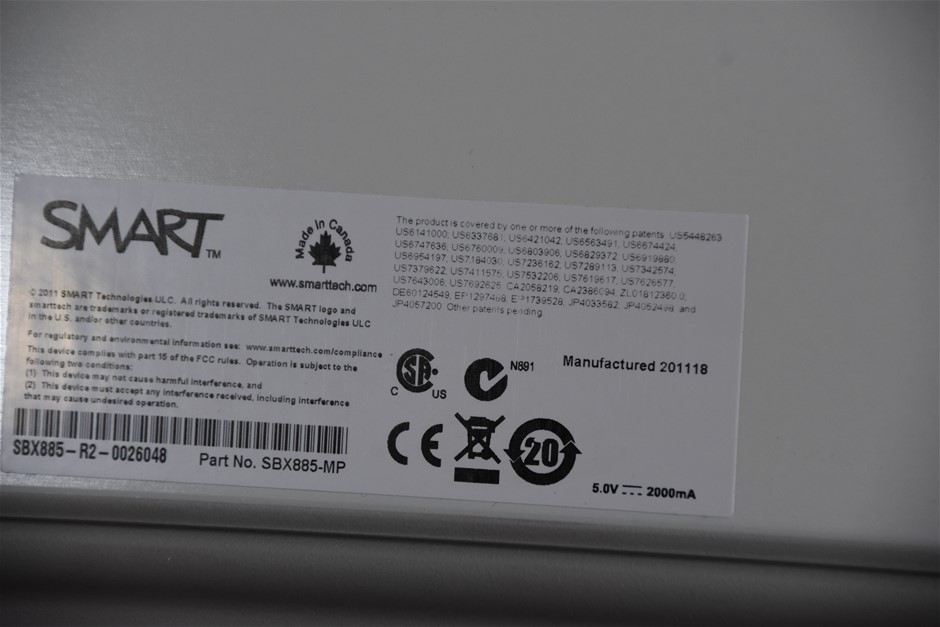 SMART™
Made in Canada
www.smarttech.com
© 2011 SMART Technologies ULC. All rights reserved. The SMART logo and
smarttech are trademarks or registered trademarks of SMART Technologies ULC
in the U.S. and/or other countries.
For regulatory and environmental information see: www.smarttech.com/compliance
This device complies with part 15 of the FCC rules. Operation is subject to the
following two conditions:
(1) This device may not cause harmful interference, and
(2) This device must accept any interference received, including interference
that may cause undesired operation.
SBX885-R2-0026048
Part No. SBX885-MP
The product is covered by one or more of the following patents US5448263
US6141000, US6337681, US6421042, US6563491, US6674424
US6747636, US6760009, US6803906, US6829372, US6919880
US6954197, US7184030, US7236162, US7289113, US7342574
US7379622, US7411575, US7532206, US7619617, US7626577
US7643006, US7692625, CA2058219, CA2386094, ZL01812360.0
DE60124549, EP1297488, EP1739528, JP4033582, JP4052498 and
JP4057200 Other patents pending
C SA US
N891
Manufactured 201118
CE
20
5.0V 2000mA